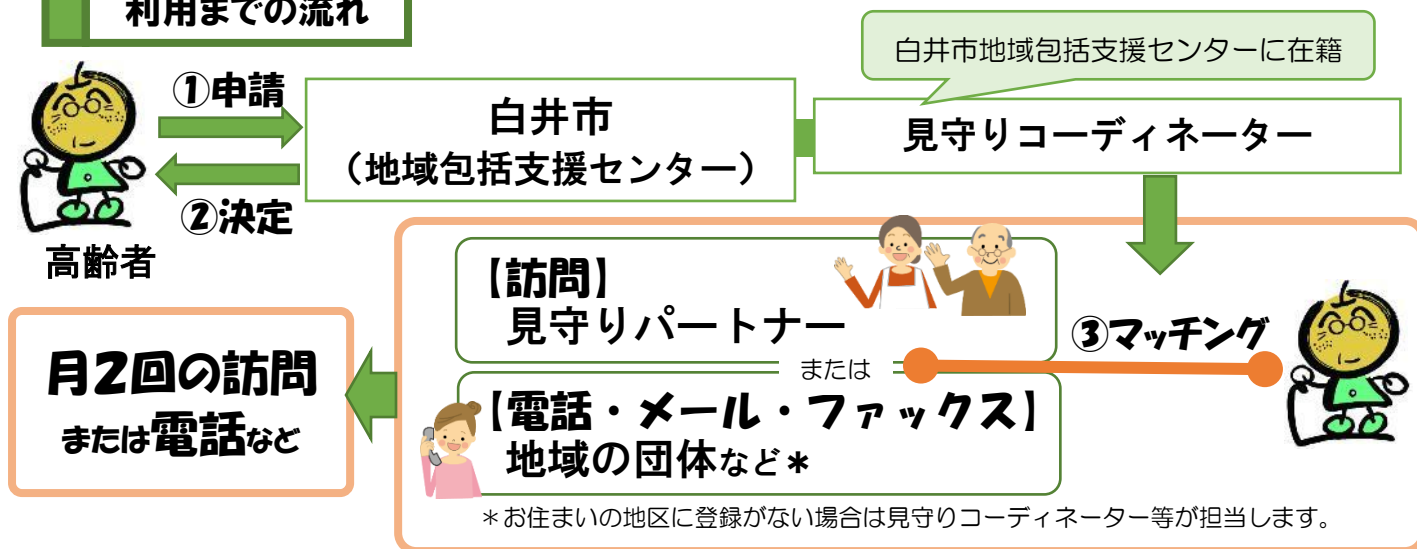 利用までの流れ
白井市地域包括支援センターに在籍
①申請
白井市
（地域包括支援センター）
見守りコーディネーター
②決定
高齢者
【訪問】
見守りパートナー
③マッチング
または
【電話・メール・ファックス】
地域の団体など＊
＊お住まいの地区に登録がない場合は見守りコーディネーター等が担当します。
月2回の訪問
または電話など